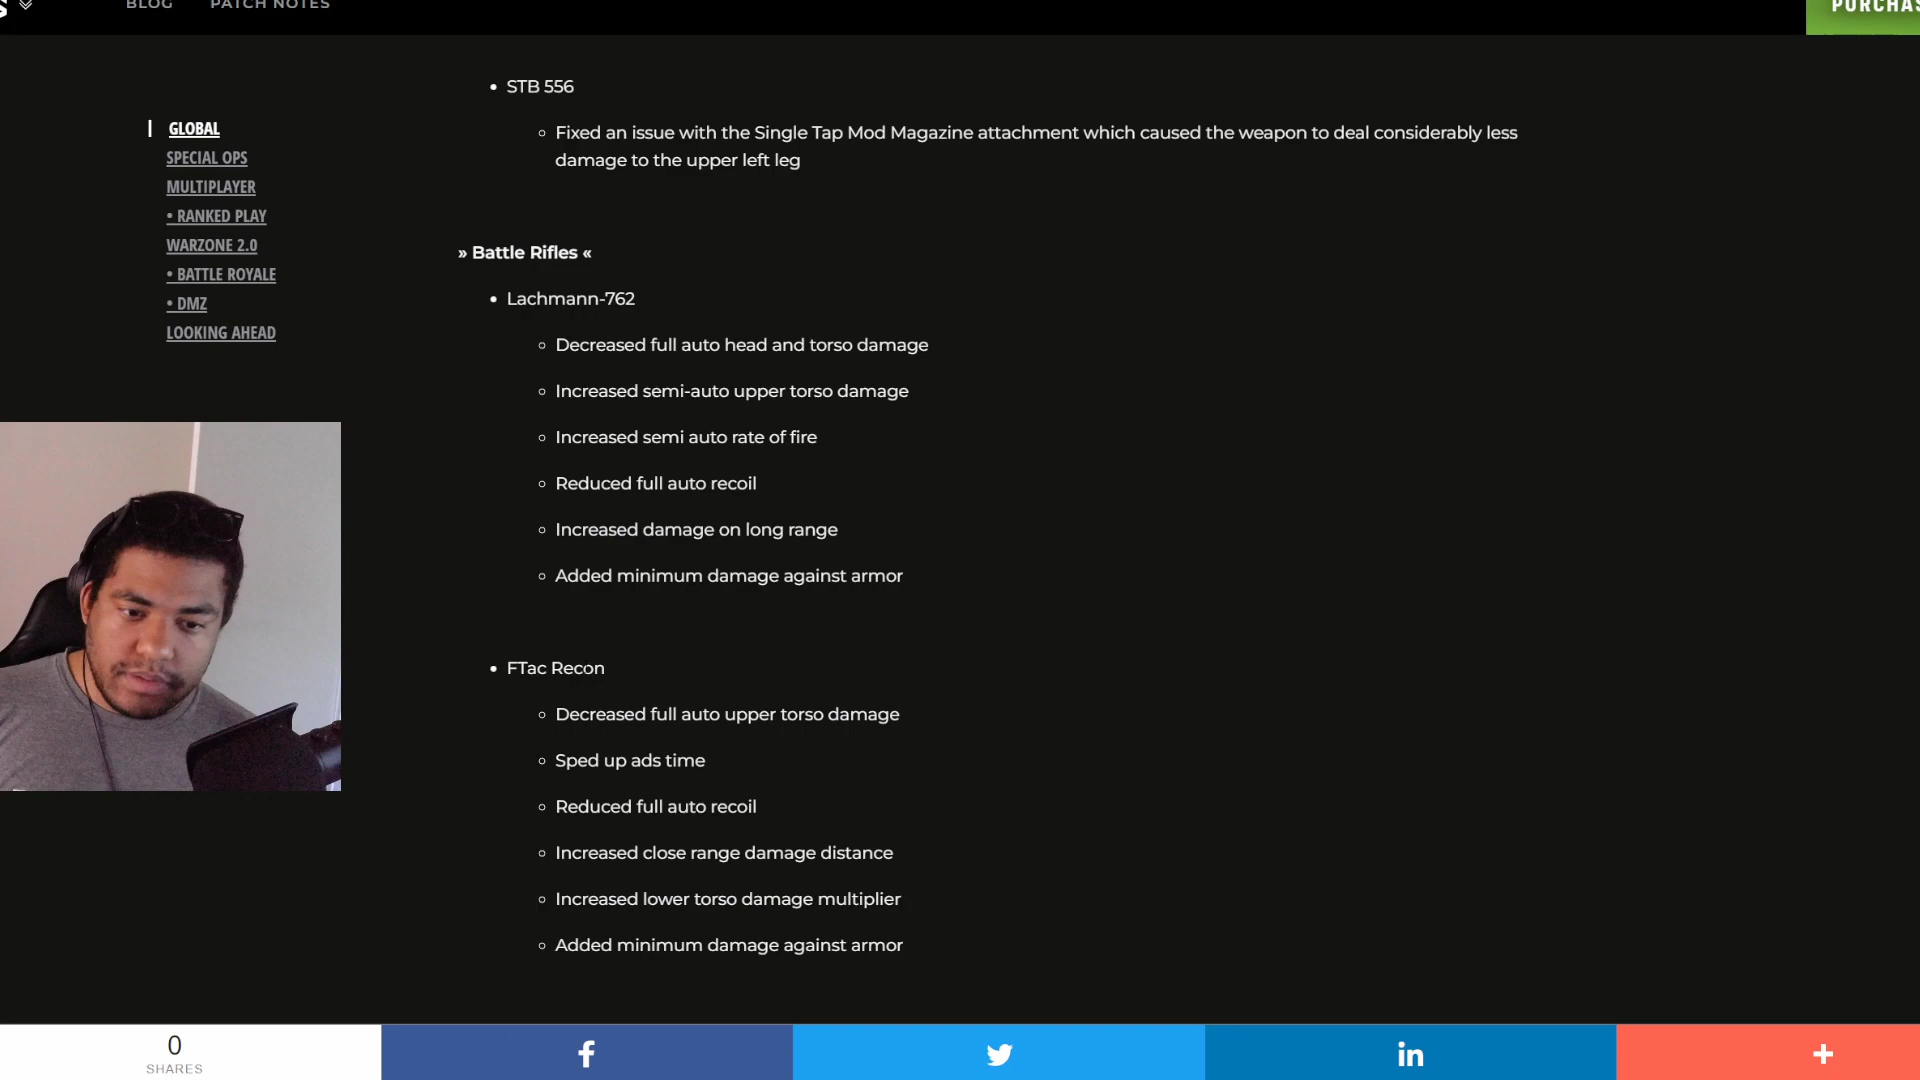 BLOG PATCH NOTES
• STB 556
◦ Fixed an issue with the Single Tap Mod Magazine attachment which caused the weapon to deal considerably less
damage to the upper left leg
GLOBAL
SPECIAL OPS
MULTIPLAYER
• RANKED PLAY
WARZONE 2.0
• BATTLE ROYALE
• DMZ
LOOKING AHEAD
» Battle Rifles «
• Lachmann-762
◦ Decreased full auto head and torso damage
◦ Increased semi-auto upper torso damage
◦ Increased semi auto rate of fire
◦ Reduced full auto recoil
◦ Increased damage on long range
◦ Added minimum damage against armor
• FTac Recon
◦ Decreased full auto upper torso damage
◦ Sped up ads time
◦ Reduced full auto recoil
◦ Increased close range damage distance
◦ Increased lower torso damage multiplier
◦ Added minimum damage against armor
0
SHARES